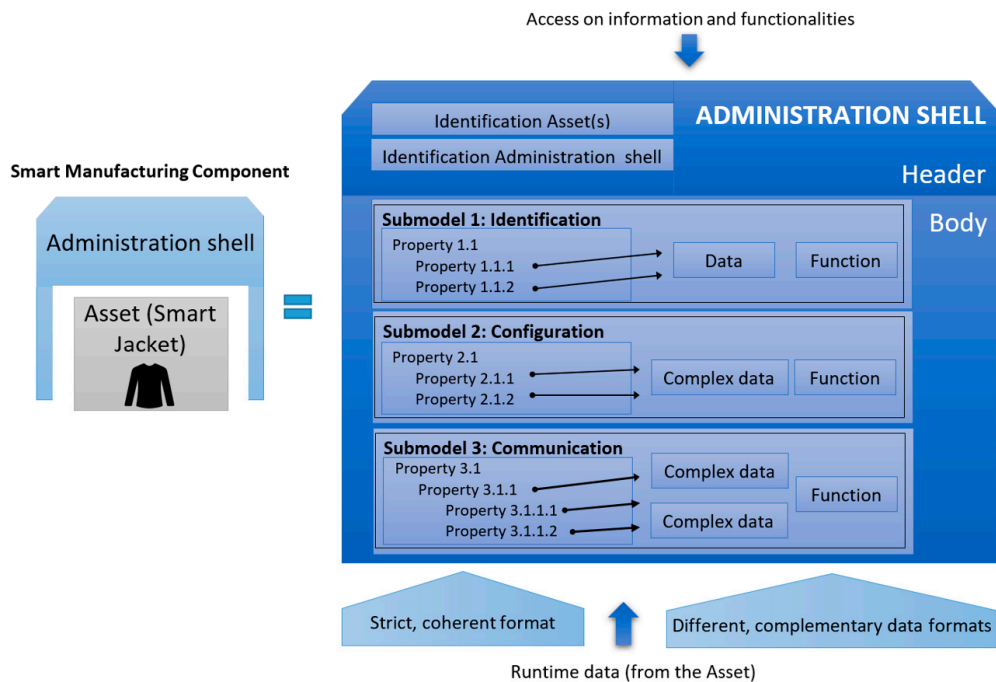 Access on information and functionalities
Identification Asset(s)
ADMINISTRATION SHELL
Identification Administration shell
Header
Smart Manufacturing Component
Administration shell
Asset (Smart
Jacket)
Body
Submodel 1: Identification
Property 1.1
Property 1.1.1
Property 1.1.2
Data
Function
Submodel 2: Configuration
Property 2.1
Property 2.1.1
Property 2.1.2
Complex data
Function
Submodel 3: Communication
Property 3.1
Property 3.1.1
Property 3.1.1.1
Property 3.1.1.2
Complex data
Complex data
Function
Strict, coherent format
Different, complementary data formats
Runtime data (from the Asset)